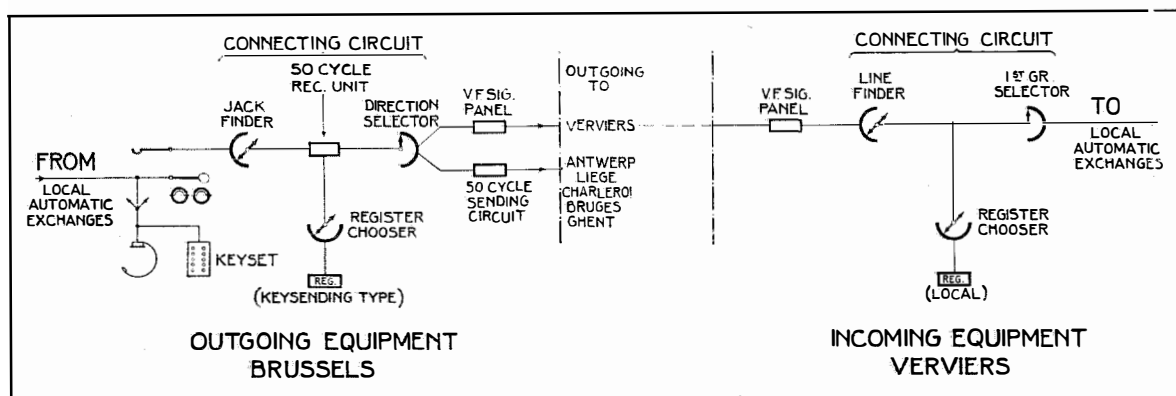 CONNECTING CIRCUIT
50 CYCLE
REC. UNIT
JACK
FINDER
DIRECTION
SELECTOR
V.F. SIG.
PANEL
OUTGOING
TO
VERVIERS
FROM
LOCAL
AUTOMATIC
EXCHANGES
50 CYCLE
SENDING
CIRCUIT
ANTWERP
LIEGE
CHARLEROI
BRUGES
GHENT
KEYSET
REGISTER
CHOOSER
REG.
(KEYSENDING TYPE)
OUTGOING EQUIPMENT
BRUSSELS
CONNECTING CIRCUIT
V.F. SIG.
PANEL
LINE
FINDER
1ST GR.
SELECTOR
TO
LOCAL
AUTOMATIC
EXCHANGES
REGISTER
CHOOSER
REG.
(LOCAL)
INCOMING EQUIPMENT
VERVIERS